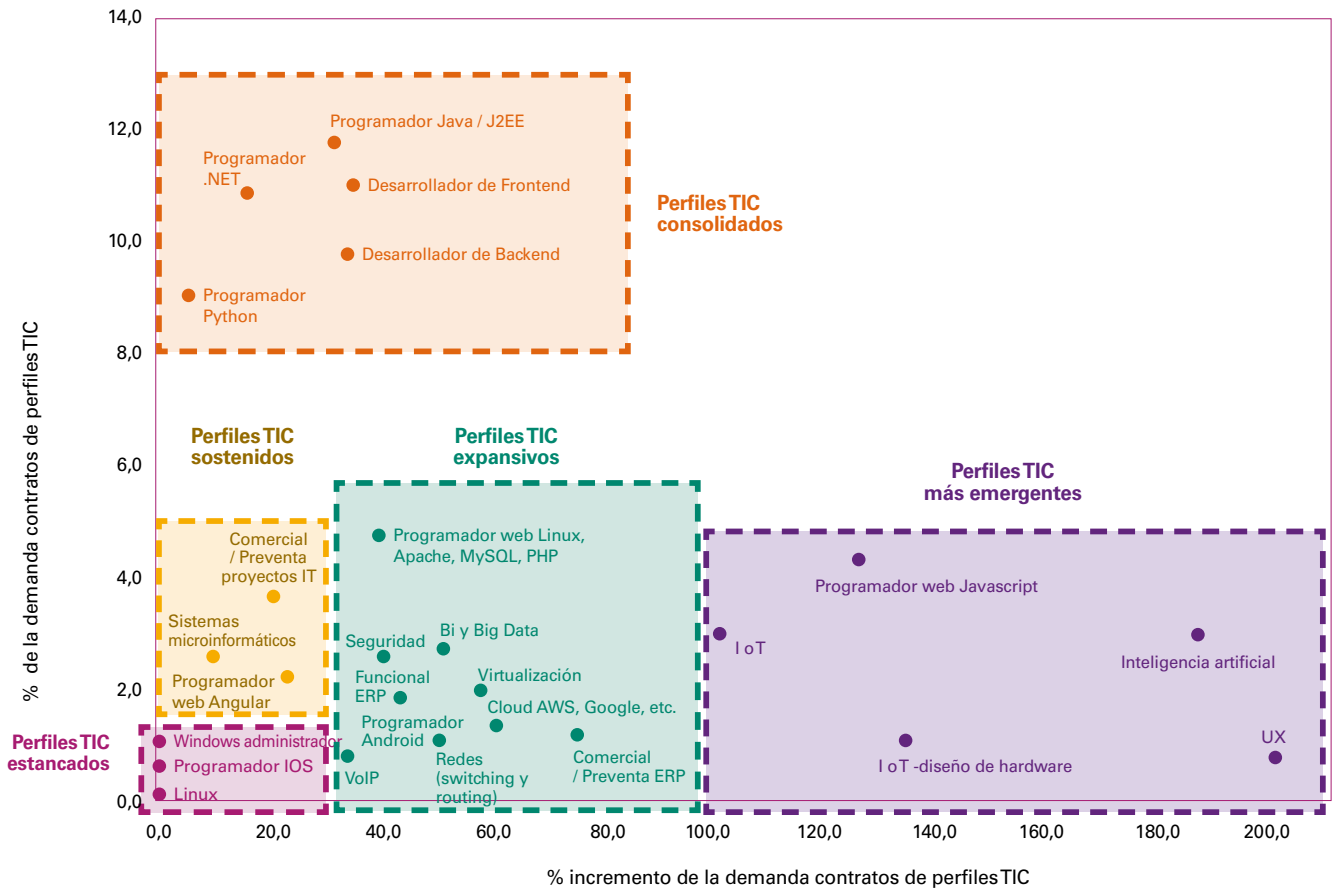 14,0
12,0
10,0
8,0
6,0
4,0
2,0
0,0
% de la demanda contratos de perfiles TIC
Programador Java / J2EE
Programador
.NET
Desarrollador de Frontend
Desarrollador de Backend
Programador
Python
Perfiles TIC
consolidados
Perfiles TIC
sostenidos
Comercial
/ Preventa
proyectos IT
Sistemas
microinformáticos
Programador
web Angular
Perfiles TIC
estancados
Windows administrador
Programador IOS
Linux
Perfiles TIC
expansivos
Programador web Linux,
Apache, MySQL, PHP
Bi y Big Data
Seguridad
Funcional
ERP
Virtualización
Cloud AWS, Google, etc.
Programador
Android
VoIP
Redes
(switching y
routing)
Comercial
/ Preventa ERP
Perfiles TIC
más emergentes
Programador web Javascript
IoT
Inteligencia artificial
IoT -diseño de hardware
UX
0,0 20,0 40,0 60,0 80,0 100,0 120,0 140,0 160,0 180,0 200,0
% incremento de la demanda contratos de perfiles TIC